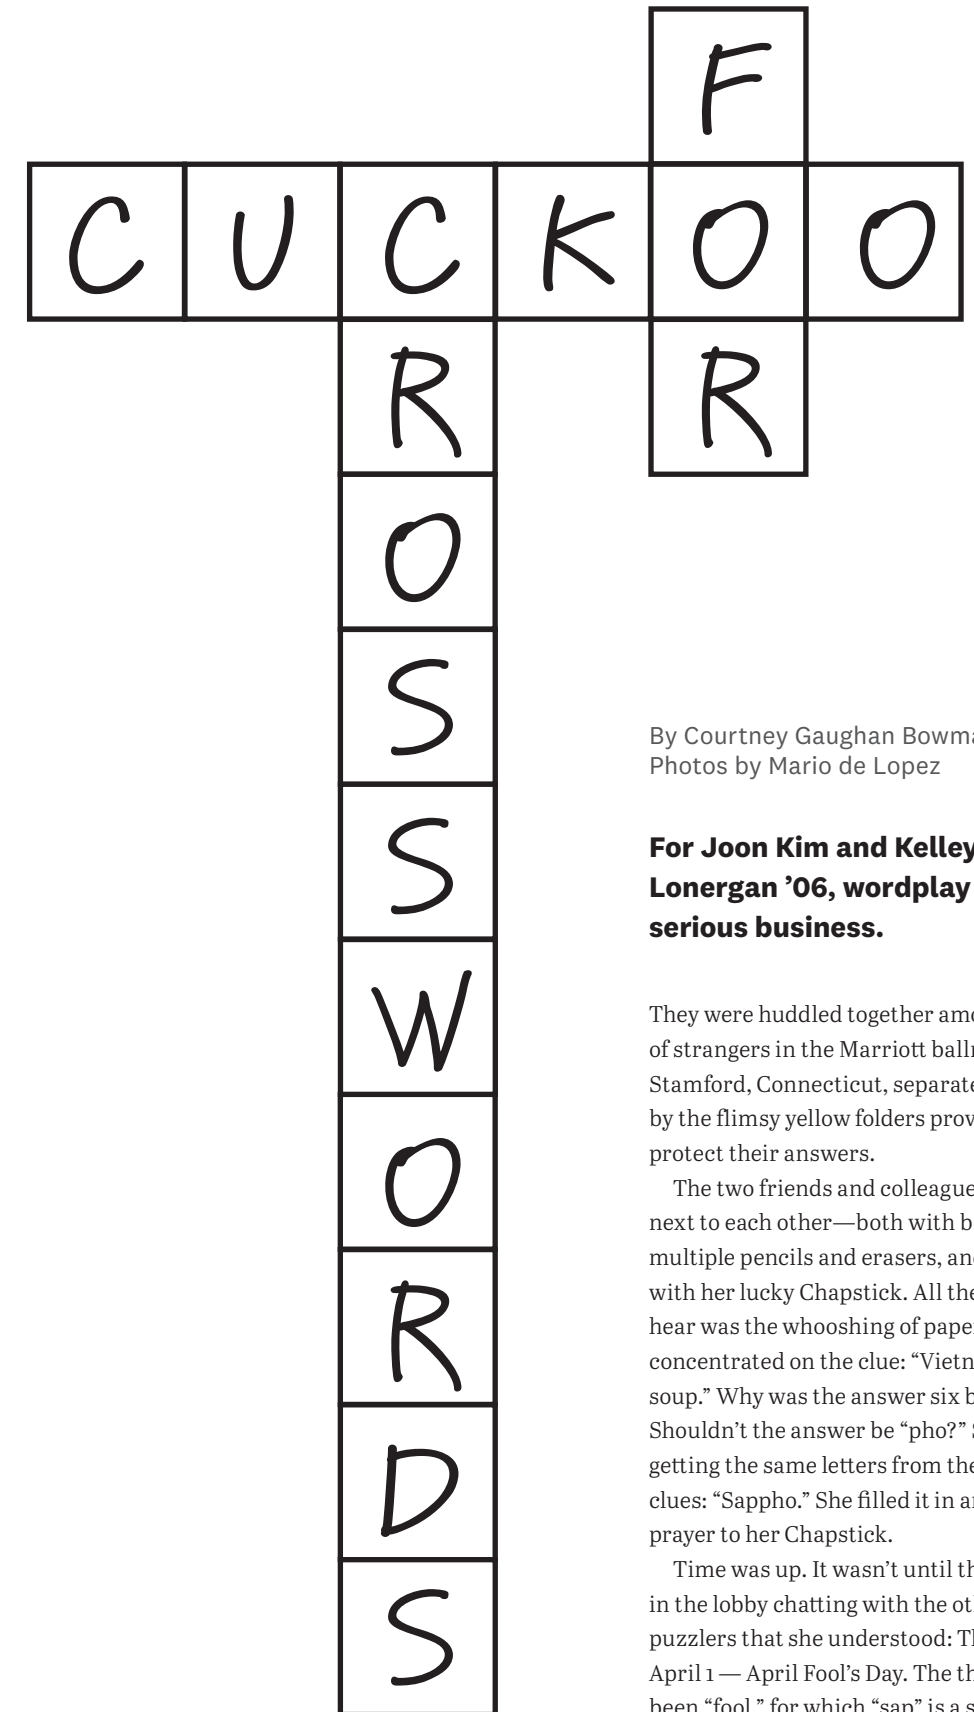 CUCKOO
FOR
CROSSWORDS
By Courtney Gaughan Bowma
Photos by Mario de Lopez
For Joon Kim and Kelley
Lonergan ’06, wordplay
serious business.
They were huddled together amo
of strangers in the Marriott ballr
Stamford, Connecticut, separate
by the flimsy yellow folders prov
protect their answers.
The two friends and colleague
next to each other—both with b
multiple pencils and erasers, an
with her lucky Chapstick. All the
hear was the whooshing of paper
concentrated on the clue: “Vietn
soup.” Why was the answer six b
Shouldn’t the answer be “pho?” S
getting the same letters from the
clues: “Sappho.” She filled it in a
prayer to her Chapstick.
Time was up. It wasn’t until th
in the lobby chatting with the ot
puzzlers that she understood: Th
April 1 — April Fool’s Day. The th
been “fool,” for which “sap” is a s